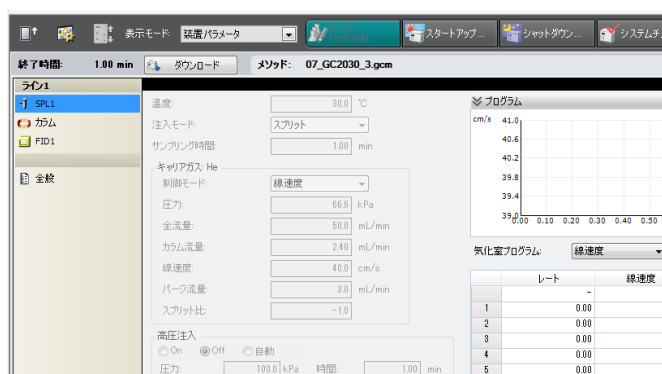 表示モード 装置パラメータ スタートアップ... シャットダウン... システムチ
終了時間: 1.00 min ダウンロード メソッド: 07_GC2030_3.gcm
ライン1
SPL1
カラム
FID1
全般
温度: 30.0 ℃
注入モード: スプリット
サンプリング時間: 1.00 min
キャリアガス: He
制御モード: 線速度
圧力: 66.6 kPa
全流量: 50.0 mL/min
カラム流量: 2.40 mL/min
線速度: 40.0 cm/s
パージ流量: 3.0 mL/min
スプリット比: -1.0
高圧注入
On Off 自動
圧力: 100.0 kPa 時間: 1.00 min
プログラム
cm/s 41.0
40.6
40.2
39.8
39.4
39.0
0.00 0.10 0.20 0.30 0.40 0.50
気化室プログラム: 線速度
レート 線速度
-
1 0.00
2 0.00
3 0.00
4 0.00
5 0.00